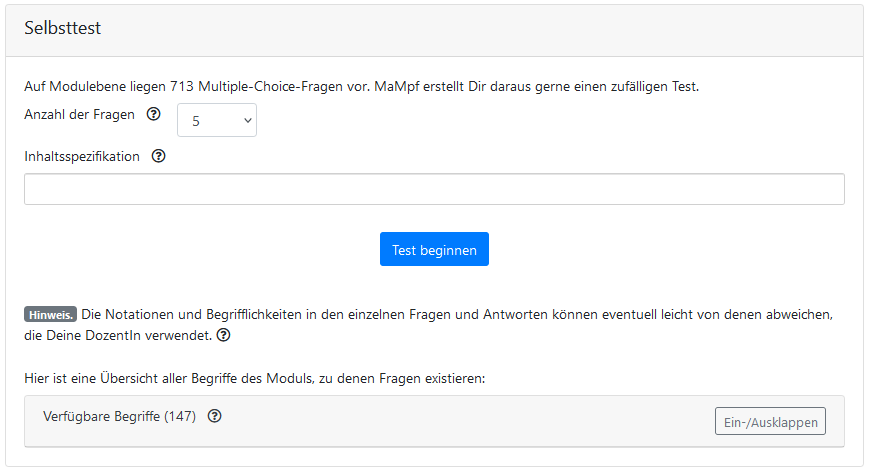 Selbsttest
Auf Modulebene liegen 713 Multiple-Choice-Fragen vor. MaMpf erstellt Dir daraus gerne einen zufälligen Test.
Anzahl der Fragen ? 5
Inhaltsspezifikation ?
Test beginnen
Hinweis. Die Notationen und Begrifflichkeiten in den einzelnen Fragen und Antworten können eventuell leicht von denen abweichen,
die Deine DozentIn verwendet. ?
Hier ist eine Übersicht aller Begriffe des Moduls, zu denen Fragen existieren:
Verfügbare Begriffe (147) ? Ein-/Ausklappen